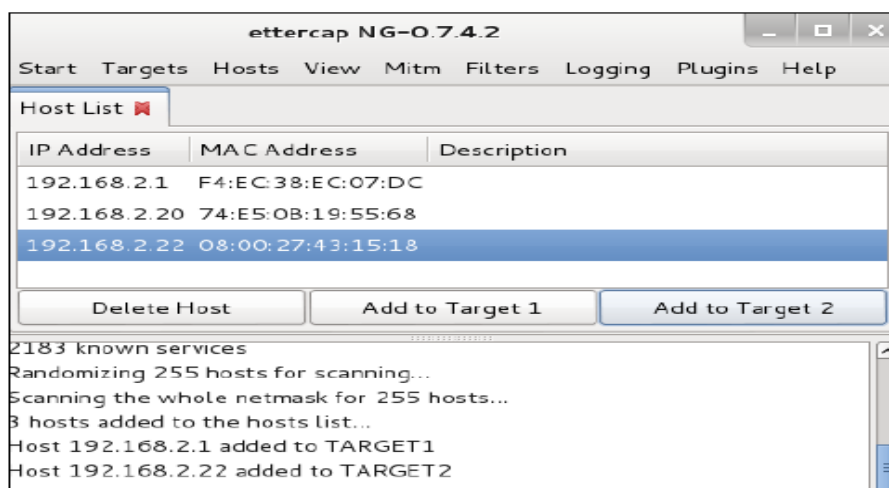 ettercap NG-0.7.4.2
Start Targets Hosts View Mitm Filters Logging Plugins Help
Host List
IP Address MAC Address Description
192.168.2.1 F4:EC:38:EC:07:DC
192.168.2.20 74:E5:0B:19:55:68
192.168.2.22 08:00:27:43:15:18
Delete Host Add to Target 1 Add to Target 2
2183 known services
Randomizing 255 hosts for scanning...
Scanning the whole netmask for 255 hosts...
3 hosts added to the hosts list...
Host 192.168.2.1 added to TARGET1
Host 192.168.2.22 added to TARGET2